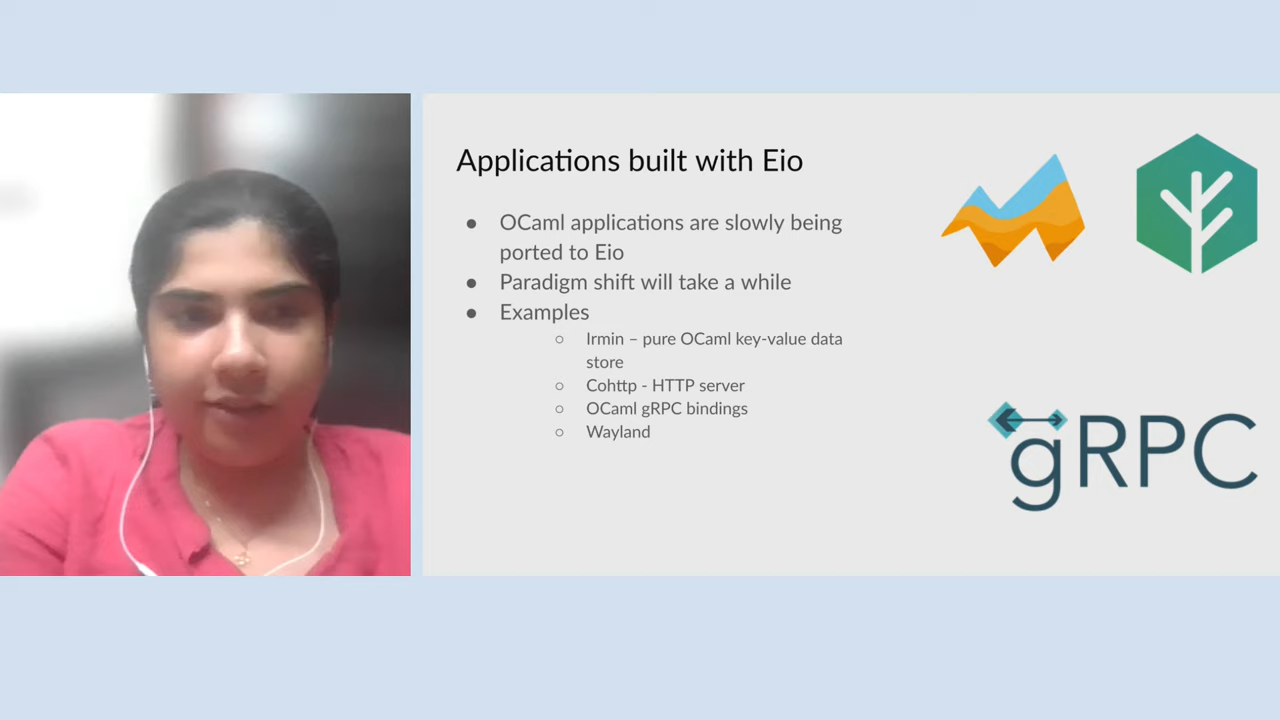 Applications built with Eio
● OCaml applications are slowly being
ported to Eio
● Paradigm shift will take a while
● Examples
○ Irmin – pure OCaml key-value data
store
○ Cohttp - HTTP server
○ OCaml gRPC bindings
○ Wayland
gRPC